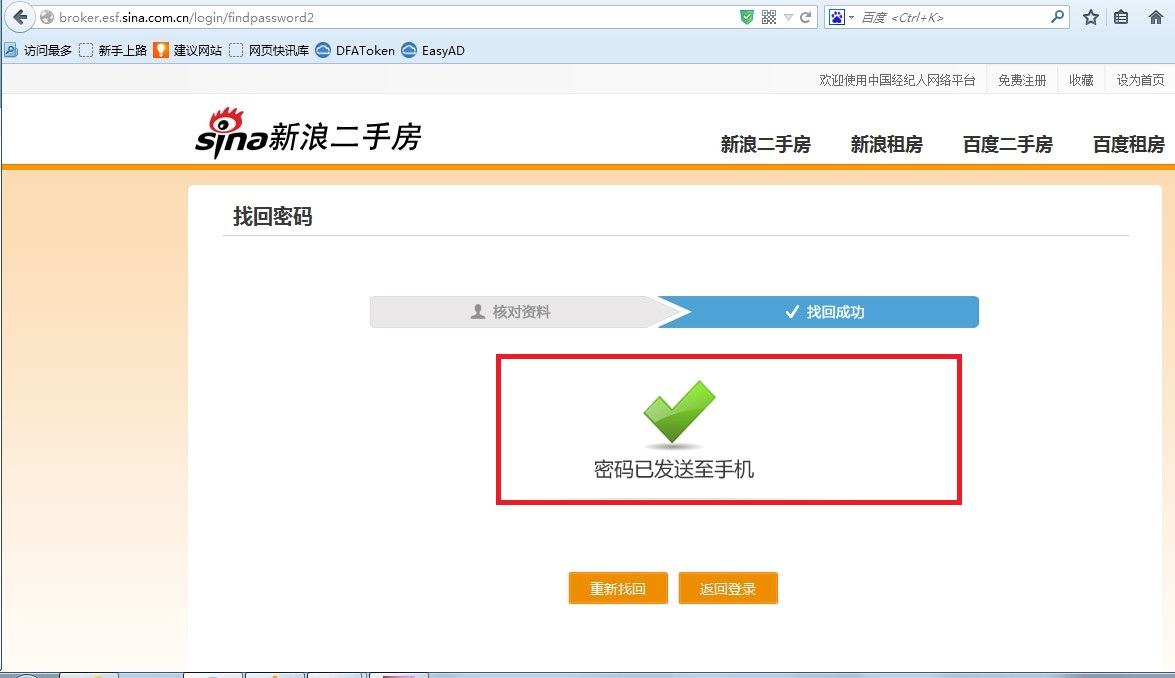 broker.esf.sina.com.cn/login/findpassword2
百度 <Ctrl+K>
访问最多 新手上路 建议网站 网页快讯库 DFAToken EasyAD
欢迎使用中国经纪人网络平台 免费注册 收藏 设为首页
sina新浪二手房
新浪二手房 新浪租房 百度二手房 百度租房
找回密码
核对资料 找回成功
密码已发送至手机
重新找回 返回登录